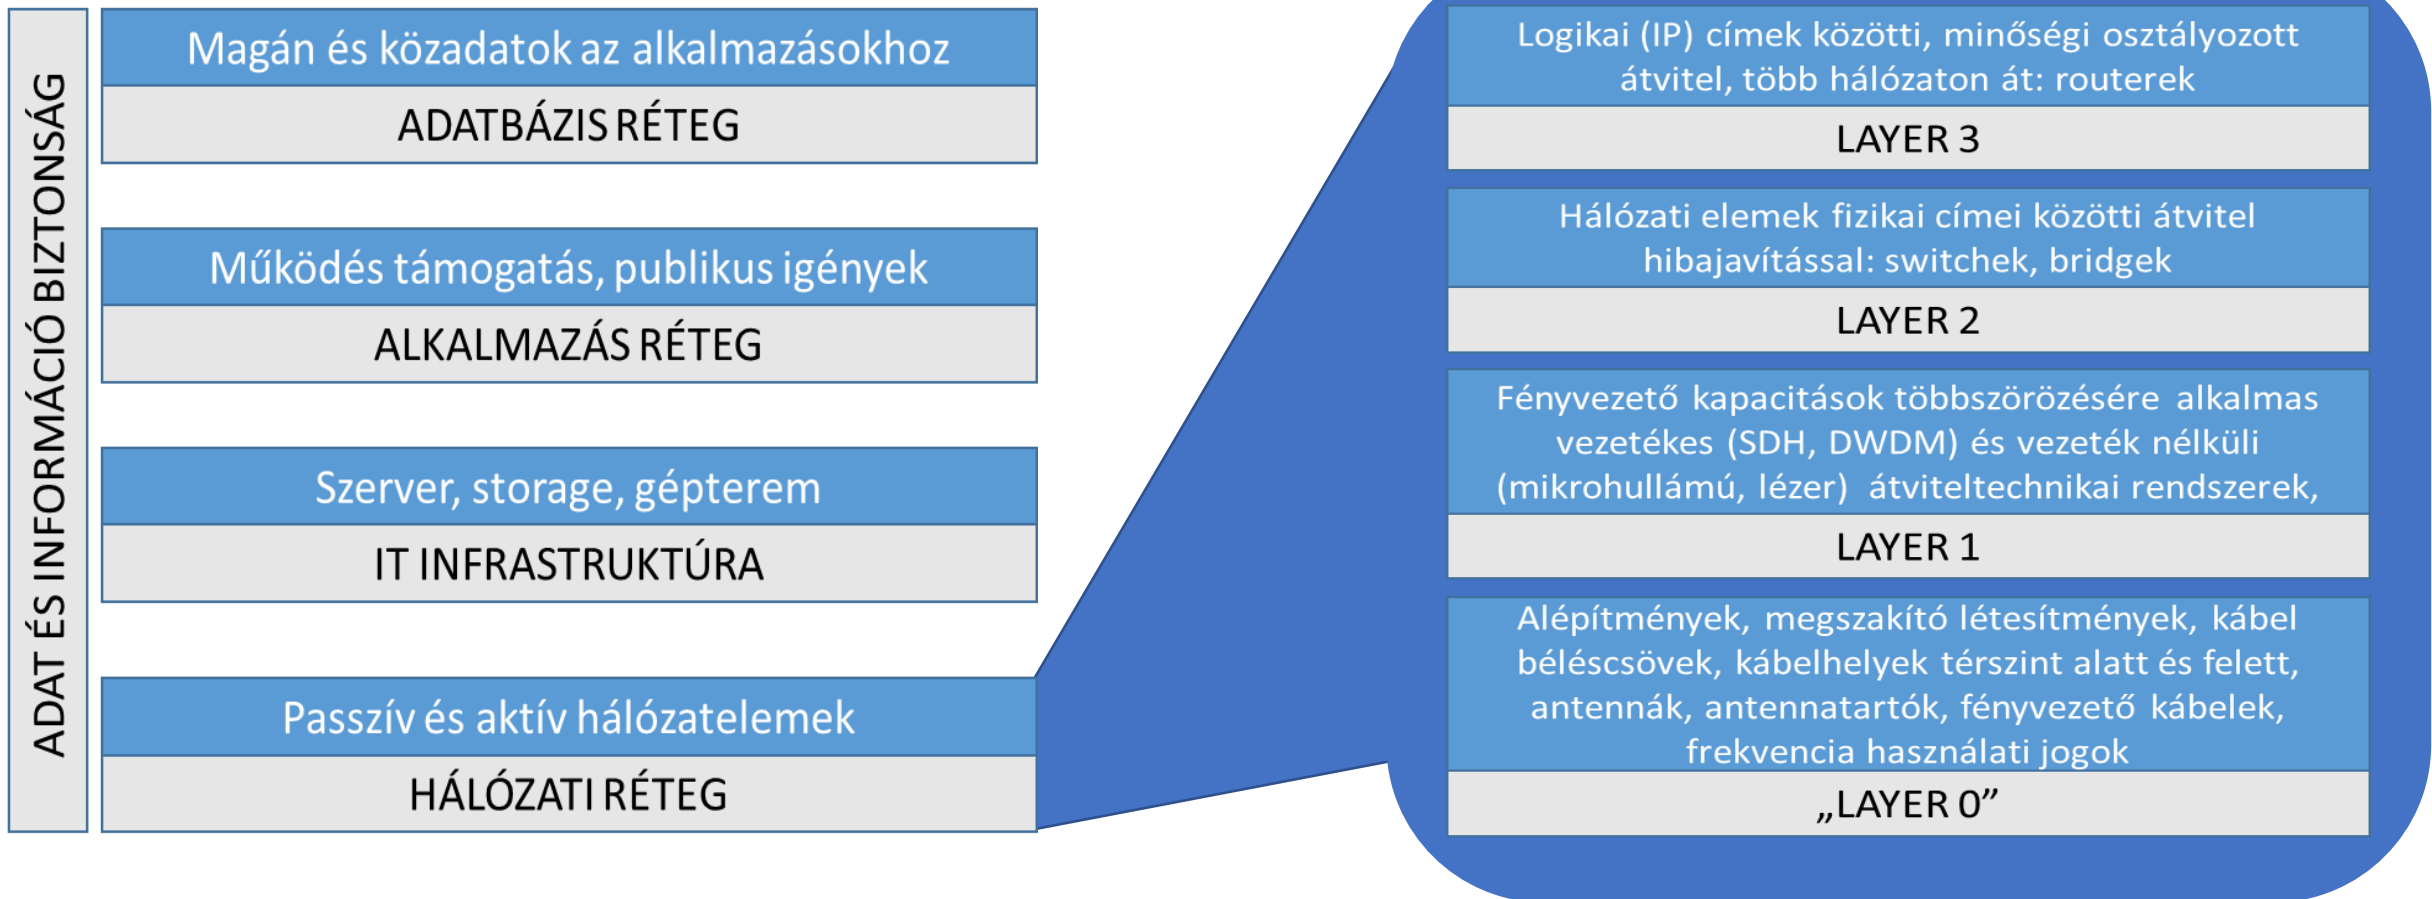 ADAT ÉS INFORMÁCIÓ BIZTONSÁG
Magán és közadatok az alkalmazásokhoz
ADATBÁZIS RÉTEG
Működés támogatás, publikus igények
ALKALMAZÁS RÉTEG
Szerver, storage, gépterem
IT INFRASTRUKTÚRA
Passzív és aktív hálózatelemek
HÁLÓZATI RÉTEG
Logikai (IP) címek közötti, minőségi osztályozott
átvitel, több hálózaton át: routerek
LAYER 3
Hálózati elemek fizikai címei közötti átvitel
hibajavítással: switchek, bridgek
LAYER 2
Fényvezető kapacitások többszörözésére alkalmas
vezetékes (SDH, DWDM) és vezeték nélküli
(mikrohullámú, lézer) átviteltechnikai rendszerek,
LAYER 1
Alépítmények, megszakító létesítmények, kábel
béléscsövek, kábelhelyek térszint alatt és felett,
antennák, antennatartók, fényvezető kábelek,
frekvencia használati jogok
„LAYER 0”